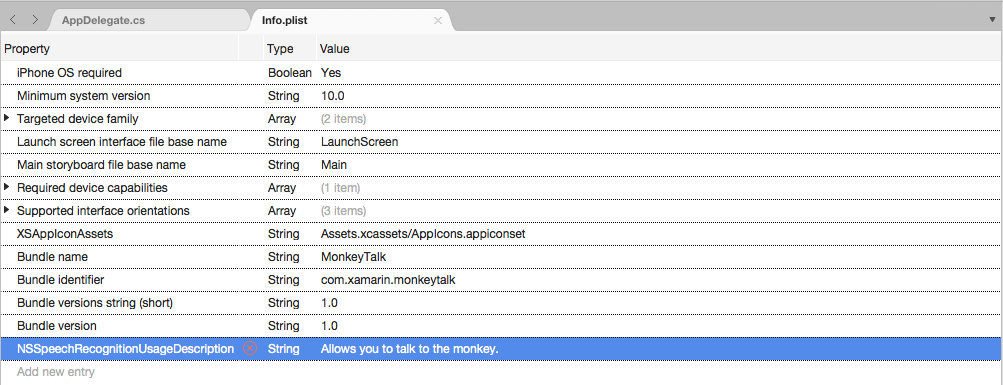 AppDelegate.cs Info.plist
Property Type Value
iPhone OS required Boolean Yes
Minimum system version String 10.0
Targeted device family Array (2 items)
Launch screen interface file base name String LaunchScreen
Main storyboard file base name String Main
Required device capabilities Array (1 item)
Supported interface orientations Array (3 items)
XSAppIconAssets String Assets.xcassets/AppIcons.appiconset
Bundle name String MonkeyTalk
Bundle identifier String com.xamarin.monkeytalk
Bundle versions string (short) String 1.0
Bundle version String 1.0
NSSpeechRecognitionUsageDescription String Allows you to talk to the monkey.
Add new entry